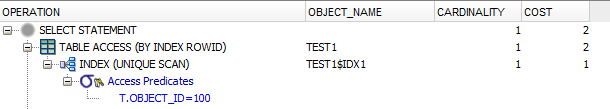 OPERATION OBJECT_NAME CARDINALITY COST
SELECT STATEMENT 1 2
TABLE ACCESS (BY INDEX ROWID) TEST1 1 2
INDEX (UNIQUE SCAN) TEST1$IDX1 1 1
Access Predicates
T.OBJECT_ID=100